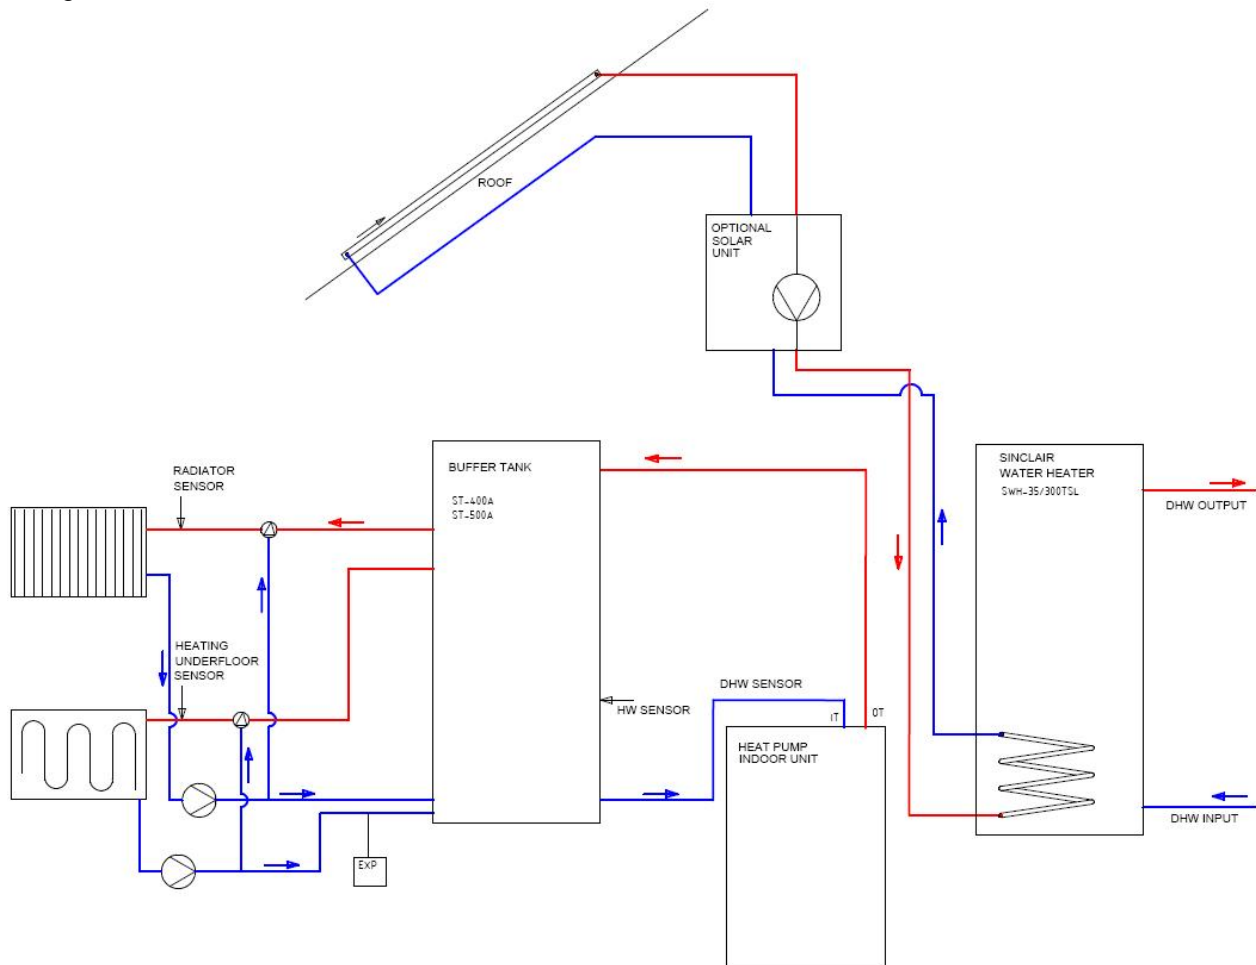 ROOF
OPTIONAL
SOLAR
UNIT
BUFFER TANK
ST-400A
ST-500A
SINCLAIR
WATER HEATER
SWH-35/300TSL
DHW OUTPUT
RADIATOR
SENSOR
HEATING
UNDERFLOOR
SENSOR
HW SENSOR
DHW SENSOR
IT
OT
HEAT PUMP
INDOOR UNIT
DHW INPUT
ExP